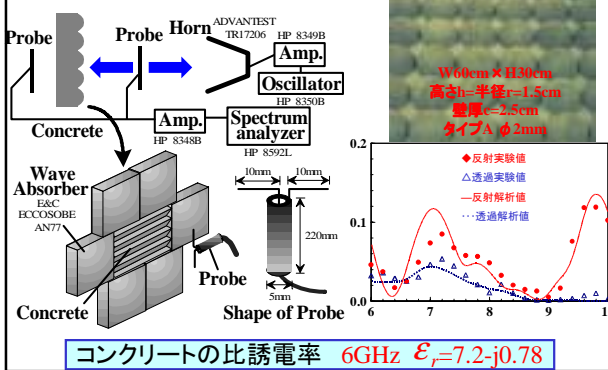 Probe
Probe
Horn
ADVANTEST
TR17206
HP 8349B
Amp.
Oscillator
HP 8350B
Concrete
Amp.
HP 8348B
Spectrum
analyzer
HP 8592L
Wave
Absorber
E&C
ECCOSOBE
AN77
Concrete
Probe
10mm
10mm
220mm
5mm
Shape of Probe
W60cm×H30cm
高さh=半径r=1.5cm
壁厚c=2.5cm
タイプA φ2mm
0.2
0.1
0.0
反射実験値
透過実験値
反射解析値
透過解析値
6 7 8 9 1
コンクリートの比誘電率 6GHz εr=7.2-j0.78